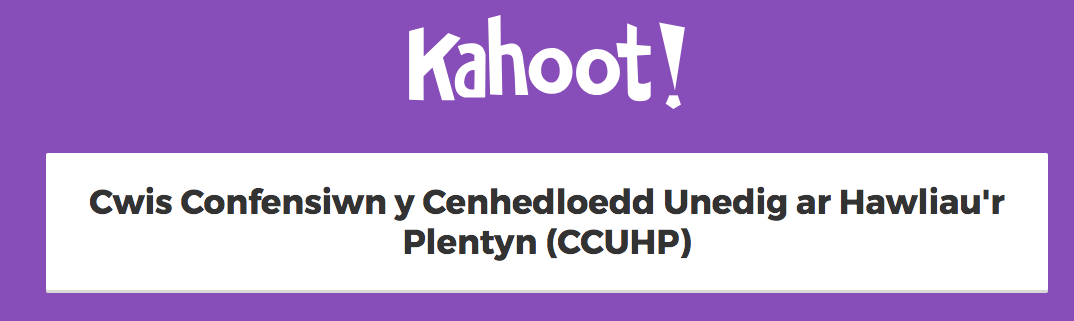 Kahoot!
Cwis Confensiwn y Cenhedloedd Unedig ar Hawliau'r
Plentyn (CCUHP)